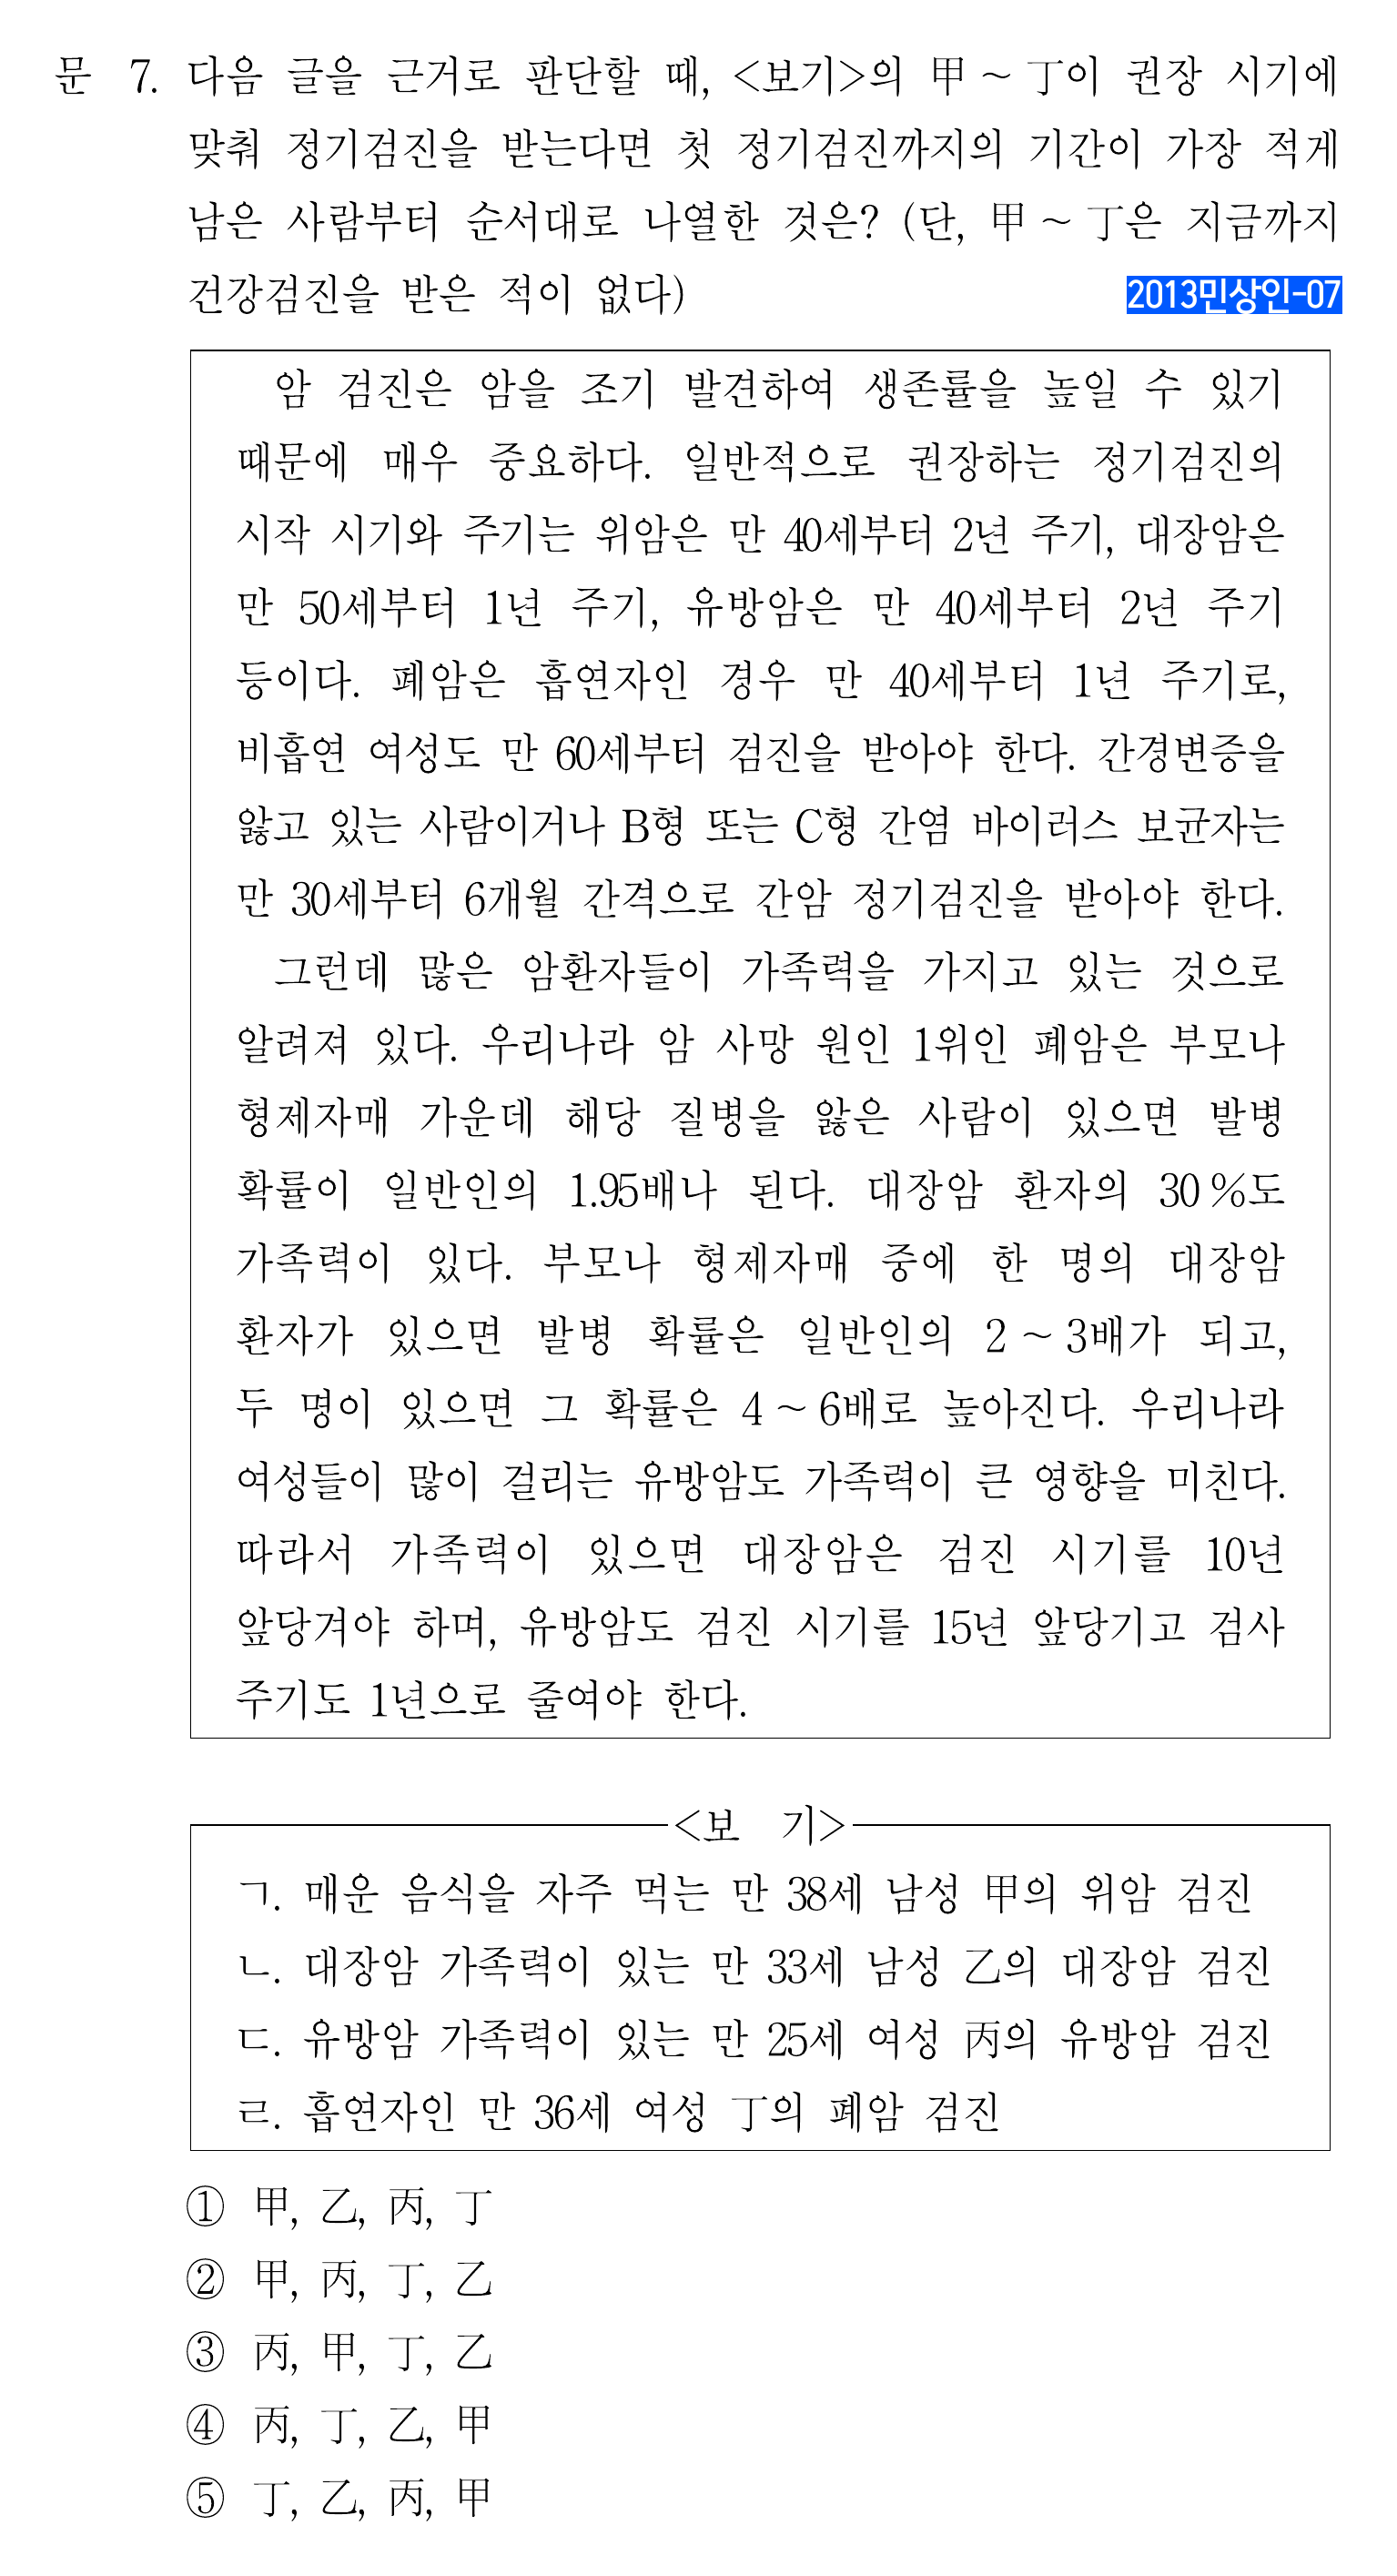 문 7. 다음 글을 근거로 판단할 때, <보기>의 甲～丁이 권장 시기에
맞춰 정기검진을 받는다면 첫 정기검진까지의 기간이 가장 적게
남은 사람부터 순서대로 나열한 것은? (단, 甲～丁은 지금까지
건강검진을 받은 적이 없다)
2013민상인-07
암 검진은 암을 조기 발견하여 생존률을 높일 수 있기
때문에 매우 중요하다. 일반적으로 권장하는 정기검진의
시작 시기와 주기는 위암은 만 40세부터 2년 주기, 대장암은
만 50세부터 1년 주기, 유방암은 만 40세부터 2년 주기
등이다. 폐암은 흡연자인 경우 만 40세부터 1년 주기로,
비흡연 여성도 만 60세부터 검진을 받아야 한다. 간경변증을
앓고 있는 사람이거나 B형 또는 C형 간염 바이러스 보균자는
만 30세부터 6개월 간격으로 간암 정기검진을 받아야 한다.
그런데 많은 암환자들이 가족력을 가지고 있는 것으로
알려져 있다. 우리나라 암 사망 원인 1위인 폐암은 부모나
형제자매 가운데 해당 질병을 앓은 사람이 있으면 발병
확률이 일반인의 1.95배나 된다. 대장암 환자의 30%도
가족력이 있다. 부모나 형제자매 중에 한 명의 대장암
환자가 있으면 발병 확률은 일반인의 2～3배가 되고,
두 명이 있으면 그 확률은 4～6배로 높아진다. 우리나라
여성들이 많이 걸리는 유방암도 가족력이 큰 영향을 미친다.
따라서 가족력이 있으면 대장암은 검진 시기를 10년
앞당겨야 하며, 유방암도 검진 시기를 15년 앞당기고 검사
주기도 1년으로 줄여야 한다.
<보 기>
ㄱ. 매운 음식을 자주 먹는 만 38세 남성 甲의 위암 검진
ㄴ. 대장암 가족력이 있는 만 33세 남성 乙의 대장암 검진
ㄷ. 유방암 가족력이 있는 만 25세 여성 丙의 유방암 검진
ㄹ. 흡연자인 만 36세 여성 丁의 폐암 검진
① 甲, 乙, 丙, 丁
② 甲, 丙, 丁, 乙
③ 丙, 甲, 丁, 乙
④ 丙, 丁, 乙, 甲
⑤ 丁, 乙, 丙, 甲